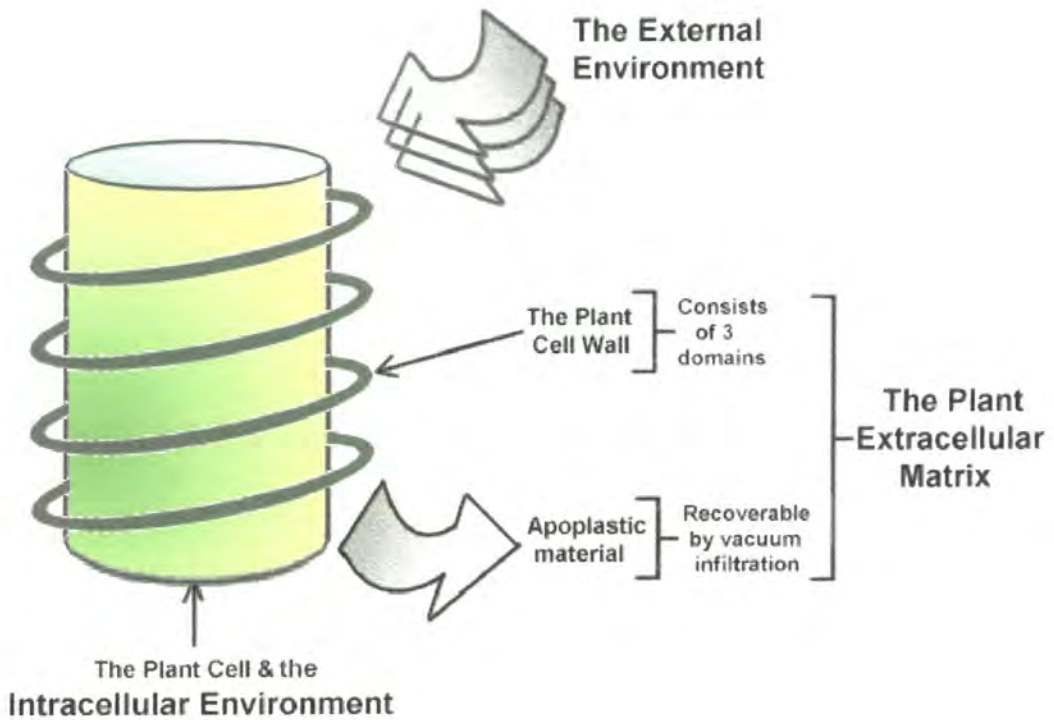 The External
Environment
The Plant
Cell Wall
Consists
of 3
domains
The Plant
Extracellular
Matrix
Apoplastic
material
Recoverable
by vacuum
infiltration
The Plant Cell & the
Intracellular Environment